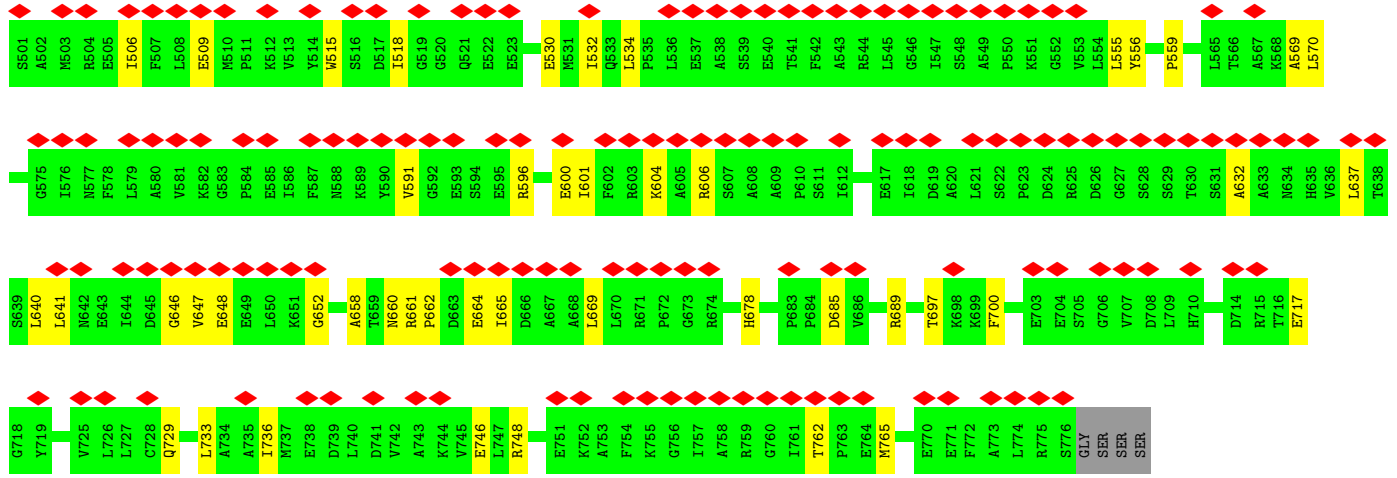 S501 A502 M503 R504 E505 I506 F507 L508 E509 M510 P511 K512 V513 Y514 W515 S516 D517 I518 G519 G520 Q521 E522 E523 E530 M531 I532 Q533 L534 P535 L536 E537 A538 S539 E540 T541 F542 A543 R544 L545 G546 I547 S548 A549 P550 K551 G552 V553 L554 L555 Y556 P559 L565 T566 A567 K568 A569 L570
G575 I576 N577 F578 L579 A580 V581 K582 G583 P584 E585 I586 F587 N588 K589 Y590 V591 G592 E593 S594 E595 R596 E600 I601 F602 R603 K604 A605 R606 S607 A608 A609 P610 S611 I612 E617 I618 D619 A620 L621 S622 P623 D624 R625 D626 G627 S628 S629 T630 S631 A632 A633 N634 H635 V636 L637 T638
S639 L640 L641 N642 E643 I644 D645 G646 V647 E648 E649 L650 K651 G652 A658 T659 N660 R661 P662 D663 E664 I665 D666 A667 A668 L669 L670 R671 P672 G673 R674 H678 P683 P684 D685 V686 R689 T697 K698 K699 F700 E703 E704 S705 G706 V707 D708 L709 H710 D714 R715 T716 E717
G718 Y719 V725 L726 L727 C728 Q729 L733 A734 A735 I736 M737 E738 D739 L740 D741 V742 A743 K744 V745 E746 L747 R748 E751 K752 A753 F754 K755 G756 I757 A758 R759 G760 I761 T762 P763 E764 M765 E770 E771 F772 A773 L774 R775 S776 GLY SER SER SER